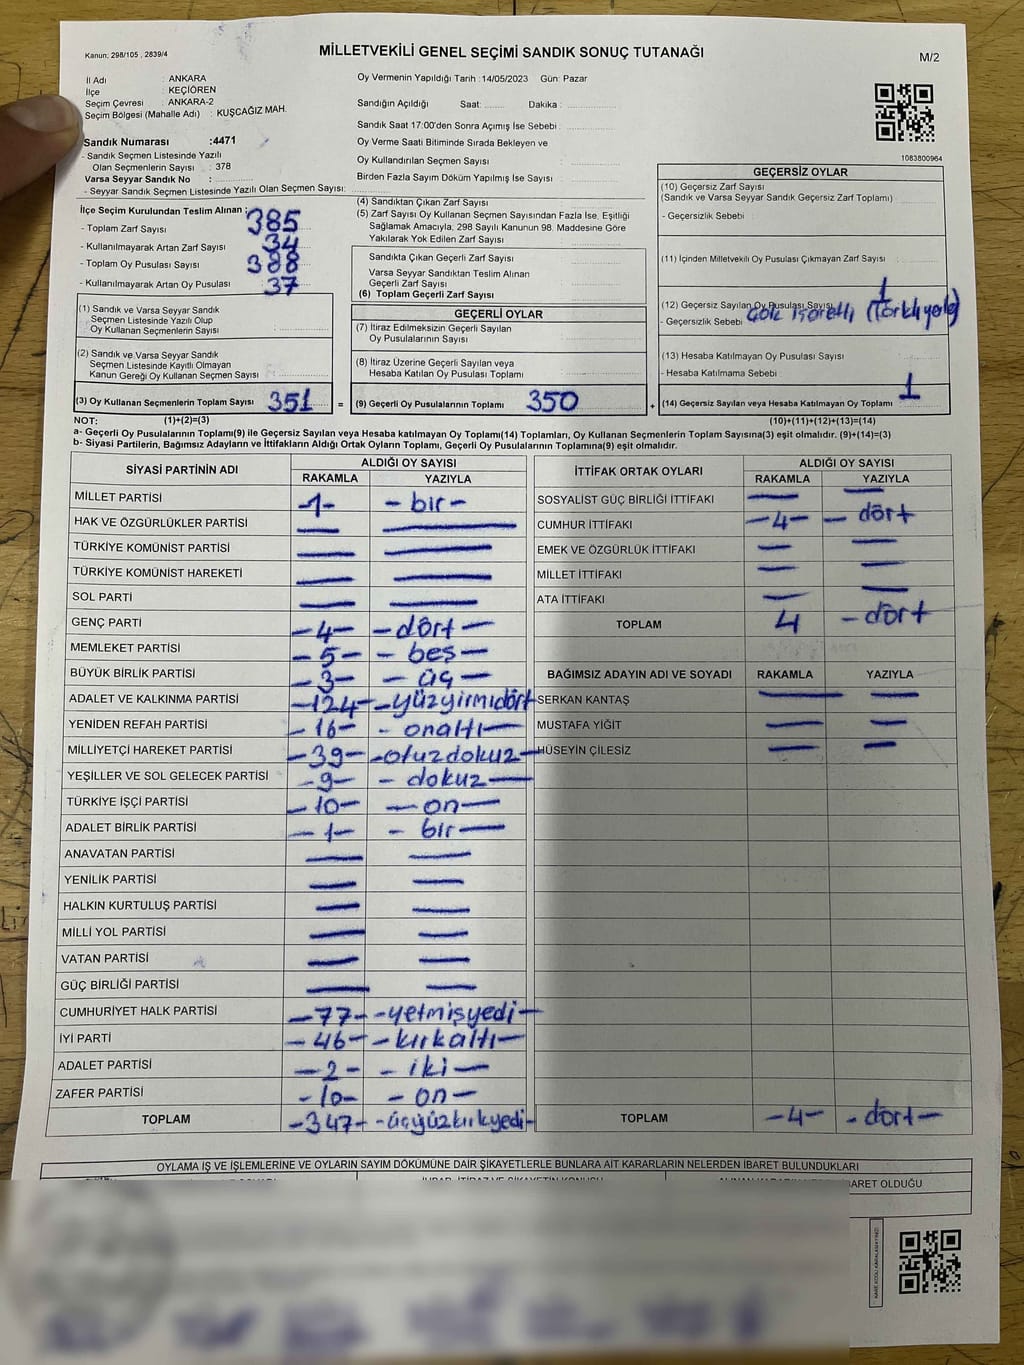 Kanun; 298/105 , 2839/4
MİLLETVEKİLİ GENEL SEÇİMİ SANDIK SONUÇ TUTANAĞI
M/2
İl Adı : ANKARA
İlçe : KEÇİÖREN
Seçim Çevresi : ANKARA-2
Seçim Bölgesi (Mahalle Adı) : KUŞCAĞIZ MAH.
Sandık Numarası :4471
- Sandık Seçmen Listesinde Yazılı
Olan Seçmenlerin Sayısı : 378
Varsa Seyyar Sandık No :
- Seyyar Sandık Seçmen Listesinde Yazılı Olan Seçmen Sayısı:
Oy Vermenin Yapıldığı Tarih :14/05/2023 Gün: Pazar
Sandığın Açıldığı Saat: Dakika :
Sandık Saat 17:00'den Sonra Açımış İse Sebebi :
Oy Verme Saati Bitiminde Sırada Bekleyen ve
Oy Kullandırılan Seçmen Sayısı :
Birden Fazla Sayım Döküm Yapılmış İse Sayısı :
1083800964
İlçe Seçim Kurulundan Teslim Alınan :
- Toplam Zarf Sayısı : 385
- Kullanılmayarak Artan Zarf Sayısı : 34
- Toplam Oy Pusulası Sayısı : 388
- Kullanılmayarak Artan Oy Pusulası : 37
(1) Sandık ve Varsa Seyyar Sandık
Seçmen Listesinde Yazılı Olup
Oy Kullanan Seçmenlerin Sayısı :
(2) Sandık ve Varsa Seyyar Sandık
Seçmen Listesinde Kayıtlı Olmayan
Kanun Gereği Oy Kullanan Seçmen Sayısı :
(3) Oy Kullanan Seçmenlerin Toplam Sayısı : 351 =
(4) Sandıktan Çıkan Zarf Sayısı :
(5) Zarf Sayısı Oy Kullanan Seçmen Sayısından Fazla İse, Eşitliği
Sağlamak Amacıyla, 298 Sayılı Kanunun 98. Maddesine Göre
Yakılarak Yok Edilen Zarf Sayısı :
Sandıkta Çıkan Geçerli Zarf Sayısı :
Varsa Seyyar Sandıktan Teslim Alınan
Geçerli Zarf Sayısı :
(6) Toplam Geçerli Zarf Sayısı :
GEÇERLİ OYLAR
(7) İtiraz Edilmeksizin Geçerli Sayılan
Oy Pusulalarının Sayısı :
(8) İtiraz Üzerine Geçerli Sayılan veya
Hesaba Katılan Oy Pusulası Toplamı :
(9) Geçerli Oy Pusulalarının Toplamı : 350 +
GEÇERSİZ OYLAR
(10) Geçersiz Zarf Sayısı
(Sandık ve Varsa Seyyar Sandık Geçersiz Zarf Toplamı) :
- Geçersizlik Sebebi :
(11) İçinden Milletvekili Oy Pusulası Çıkmayan Zarf Sayısı :
(12) Geçersiz Sayılan Oy Pusulası Sayısı : 1
- Geçersizlik Sebebi : Çok işaretli (farklı yerle)
(13) Hesaba Katılmayan Oy Pusulası Sayısı :
- Hesaba Katılmama Sebebi :
(14) Geçersiz Sayılan veya Hesaba Katılmayan Oy Toplamı : 1
NOT: (1)+(2)=(3) (10)+(11)+(12)+(13)=(14)
a- Geçerli Oy Pusulalarının Toplamı(9) ile Geçersiz Sayılan veya Hesaba katılmayan Oy Toplamı(14) Toplamları, Oy Kullanan Seçmenlerin Toplam Sayısına(3) eşit olmalıdır. (9)+(14)=(3)
b- Siyasi Partilerin, Bağımsız Adayların ve İttifakların Aldığı Ortak Oyların Toplamı, Geçerli Oy Pusulalarının Toplamına(9) eşit olmalıdır.
SİYASİ PARTİNİN ADI ALDIĞI OY SAYISI
RAKAMLA YAZIYLA
MİLLET PARTİSİ -1- - bir -
HAK VE ÖZGÜRLÜKLER PARTİSİ — —
TÜRKİYE KOMÜNİST PARTİSİ — —
TÜRKİYE KOMÜNİST HAREKETİ — —
SOL PARTİ — —
GENÇ PARTİ -4- - dört -
MEMLEKET PARTİSİ -5- - beş -
BÜYÜK BİRLİK PARTİSİ -3- - üç -
ADALET VE KALKINMA PARTİSİ -124- - yüzyirmidört
YENİDEN REFAH PARTİSİ -16- - onaltı -
MİLLİYETÇİ HAREKET PARTİSİ -39- - otuzdokuz -
YEŞİLLER VE SOL GELECEK PARTİSİ -9- - dokuz -
TÜRKİYE İŞÇİ PARTİSİ -10- - on -
ADALET BİRLİK PARTİSİ -1- - bir -
ANAVATAN PARTİSİ — —
YENİLİK PARTİSİ — —
HALKIN KURTULUŞ PARTİSİ — —
MİLLİ YOL PARTİSİ — —
VATAN PARTİSİ — —
GÜÇ BİRLİĞİ PARTİSİ — —
CUMHURİYET HALK PARTİSİ -77- - yetmişyedi -
İYİ PARTİ -46- - kırkaltı -
ADALET PARTİSİ -2- - iki -
ZAFER PARTİSİ -10- - on -
TOPLAM -347- - üçyüzkırkyedi -
İTTİFAK ORTAK OYLARI ALDIĞI OY SAYISI
RAKAMLA YAZIYLA
SOSYALİST GÜÇ BİRLİĞİ İTTİFAKI — —
CUMHUR İTTİFAKI -4- - dört
EMEK VE ÖZGÜRLÜK İTTİFAKI — —
MİLLET İTTİFAKI — —
ATA İTTİFAKI — —
TOPLAM 4 - dört
BAĞIMSIZ ADAYIN ADI VE SOYADI RAKAMLA YAZIYLA
SERKAN KANTAŞ — —
MUSTAFA YİĞİT — —
HÜSEYİN ÇİLESİZ — —
TOPLAM -4- - dört -
OYLAMA İŞ VE İŞLEMLERİNE VE OYLARIN SAYIM DÖKÜMÜNE DAİR ŞİKAYETLERLE BUNLARA AİT KARARLARIN NELERDEN İBARET BULUNDUKLARI
BARET OLDUĞU